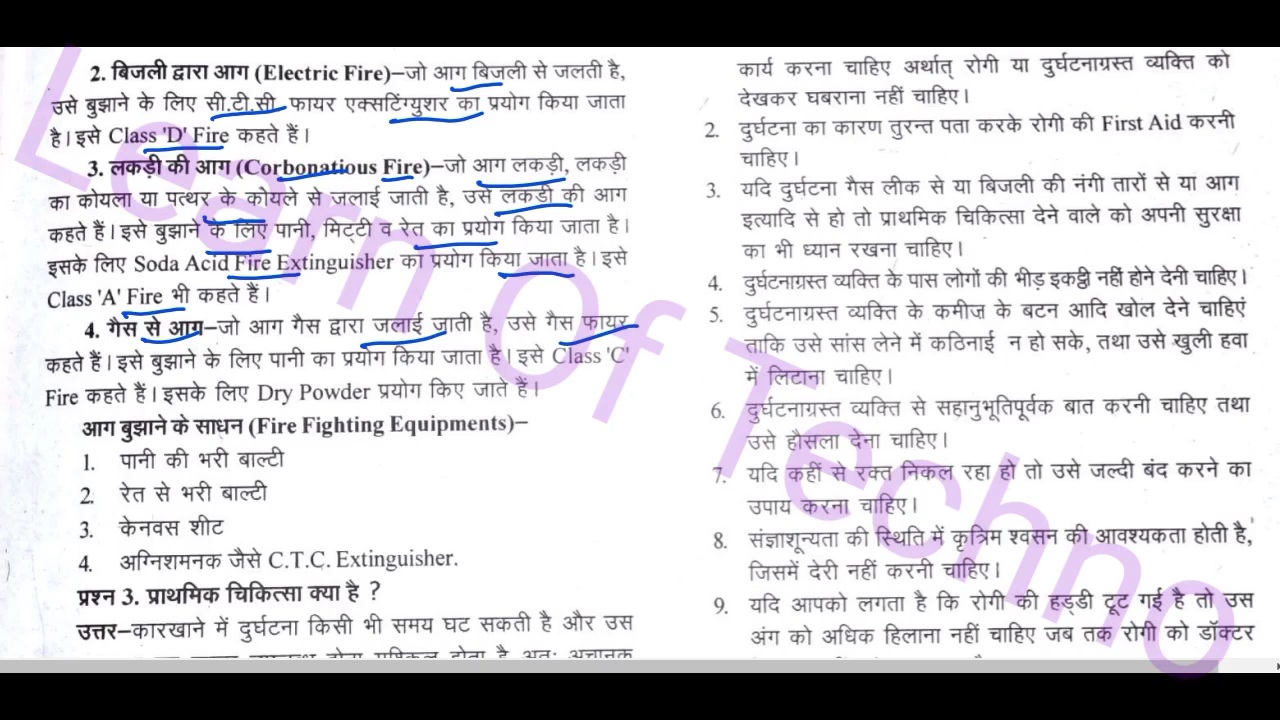 2. बिजली द्वारा आग (Electric Fire)–जो आग बिजली से जलती है,
उसे बुझाने के लिए सी.टी.सी. फायर एक्सटिंग्युशर का प्रयोग किया जाता
है। इसे Class 'D' Fire कहते हैं।
3. लकड़ी की आग (Corbonatious Fire)–जो आग लकड़ी, लकड़ी
का कोयला या पत्थर के कोयले से जलाई जाती है, उसे लकडी की आग
कहते हैं। इसे बुझाने के लिए पानी, मिट्टी व रेत का प्रयोग किया जाता है।
इसके लिए Soda Acid Fire Extinguisher का प्रयोग किया जाता है। इसे
Class 'A' Fire भी कहते हैं।
4. गैस से आग–जो आग गैस द्वारा जलाई जाती है, उसे गैस फायर
कहते हैं। इसे बुझाने के लिए पानी का प्रयोग किया जाता है। इसे Class 'C'
Fire कहते हैं। इसके लिए Dry Powder प्रयोग किए जाते हैं।
आग बुझाने के साधन (Fire Fighting Equipments)–
1. पानी की भरी बाल्टी
2. रेत से भरी बाल्टी
3. केनवस शीट
4. अग्निशमनक जैसे C.T.C. Extinguisher.
प्रश्न 3. प्राथमिक चिकित्सा क्या है ?
उत्तर–कारखाने में दुर्घटना किसी भी समय घट सकती है और उस
कार्य करना चाहिए अर्थात् रोगी या दुर्घटनाग्रस्त व्यक्ति को
देखकर घबराना नहीं चाहिए।
2. दुर्घटना का कारण तुरन्त पता करके रोगी की First Aid करनी
चाहिए।
3. यदि दुर्घटना गैस लीक से या बिजली की नंगी तारों से या आग
इत्यादि से हो तो प्राथमिक चिकित्सा देने वाले को अपनी सुरक्षा
का भी ध्यान रखना चाहिए।
4. दुर्घटनाग्रस्त व्यक्ति के पास लोगों की भीड़ इकट्ठी नहीं होने देनी चाहिए।
5. दुर्घटनाग्रस्त व्यक्ति के कमीज के बटन आदि खोल देने चाहिएं
ताकि उसे सांस लेने में कठिनाई न हो सके, तथा उसे खुली हवा
में लिटाना चाहिए।
6. दुर्घटनाग्रस्त व्यक्ति से सहानुभूतिपूर्वक बात करनी चाहिए तथा
उसे हौसला देना चाहिए।
7. यदि कहीं से रक्त निकल रहा हो तो उसे जल्दी बंद करने का
उपाय करना चाहिए।
8. संज्ञाशून्यता की स्थिति में कृत्रिम श्वसन की आवश्यकता होती है,
जिसमें देरी नहीं करनी चाहिए।
9. यदि आपको लगता है कि रोगी की हड्डी टूट गई है तो उस
अंग को अधिक हिलाना नहीं चाहिए जब तक रोगी को डॉक्टर
Learn Of Techno